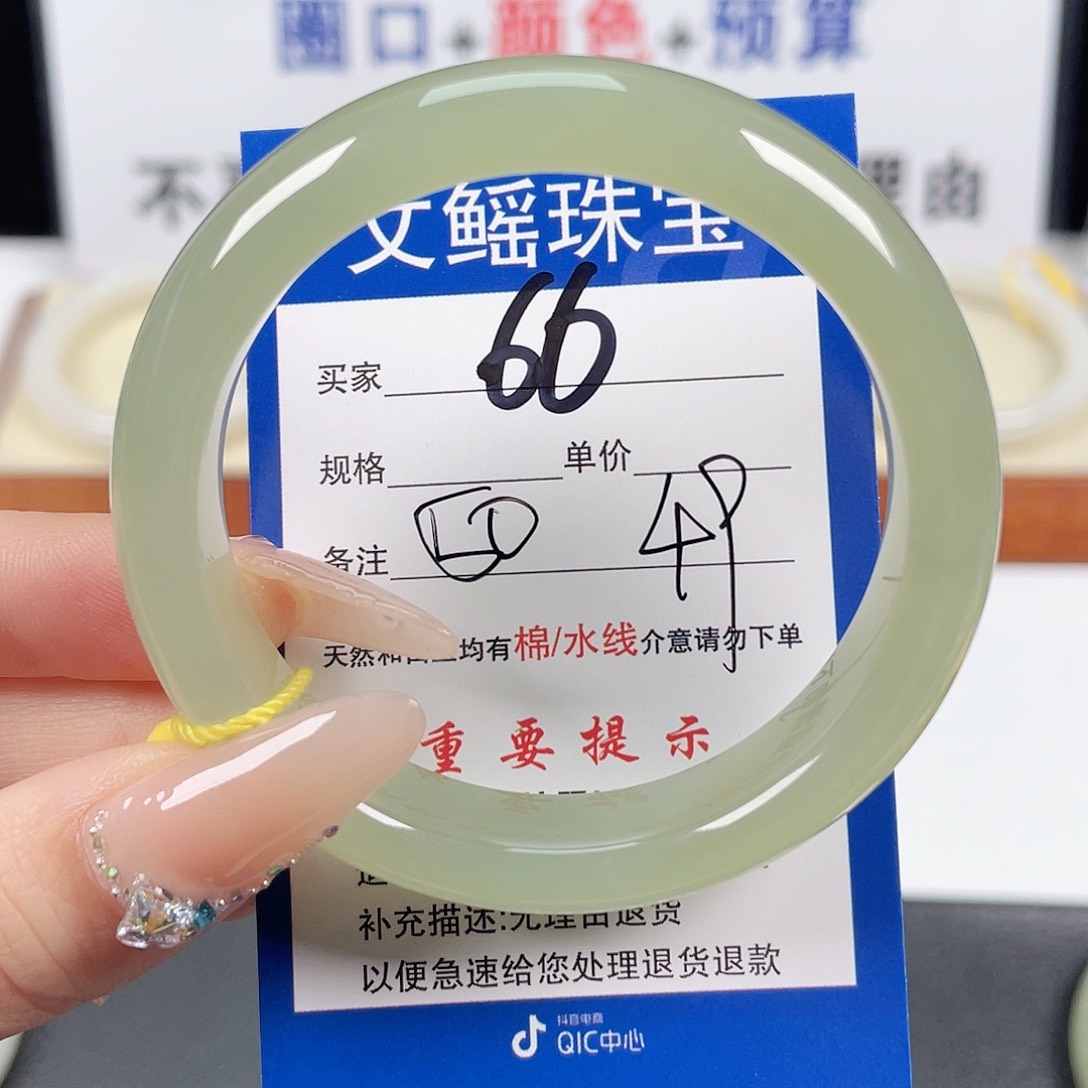 圈口+颜色+预算
不 理由
文鳐珠宝
买家 66
规格 单价
备注
天然和田玉均有棉/水线介意请勿下单
重要提示
补充描述:无理由退货
以便急速给您处理退货退款
抖音电商
QIC中心